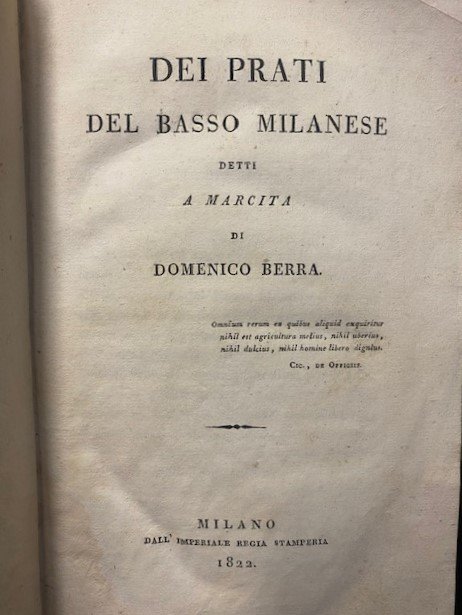 DEI PRATI
DEL BASSO MILANESE
DETTI
A MARCITA
DI
DOMENICO BERRA.
Omnium rerum ex quibus aliquid exquiritur
nihil est agricultura melius, nihil uberius,
nihil dulcius, nihil homine libero dignius.
CIC., DE OFFICIIS.
MILANO
DALL' IMPERIALE REGIA STAMPERIA
1822.